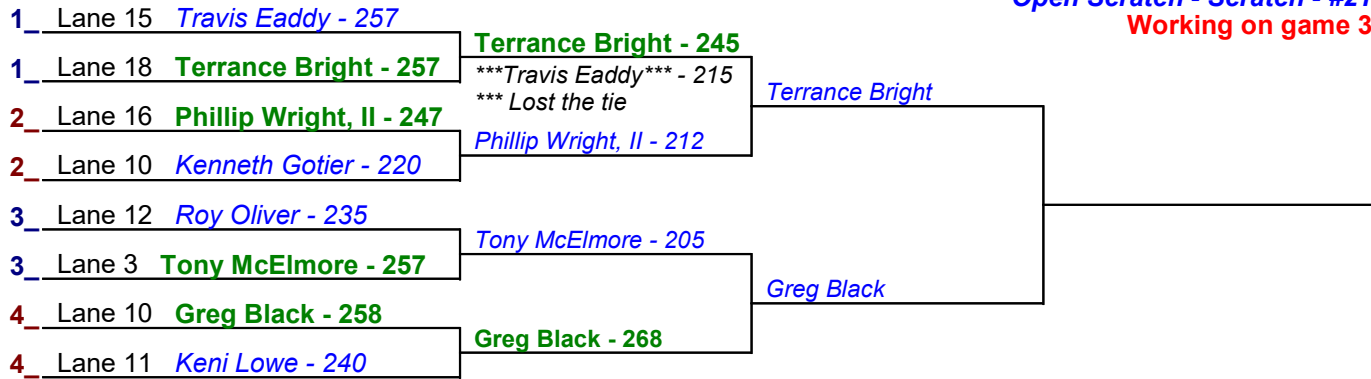 Open Scratch - Scratch - #21
Working on game 3
1_ Lane 15 Travis Eaddy - 257
1_ Lane 18 Terrance Bright - 257
2_ Lane 16 Phillip Wright, II - 247
2_ Lane 10 Kenneth Gotier - 220
3_ Lane 12 Roy Oliver - 235
3_ Lane 3 Tony McElmore - 257
4_ Lane 10 Greg Black - 258
4_ Lane 11 Keni Lowe - 240
Terrance Bright - 245
***Travis Eaddy*** - 215
*** Lost the tie
Phillip Wright, II - 212
Tony McElmore - 205
Greg Black - 268
Terrance Bright
Greg Black